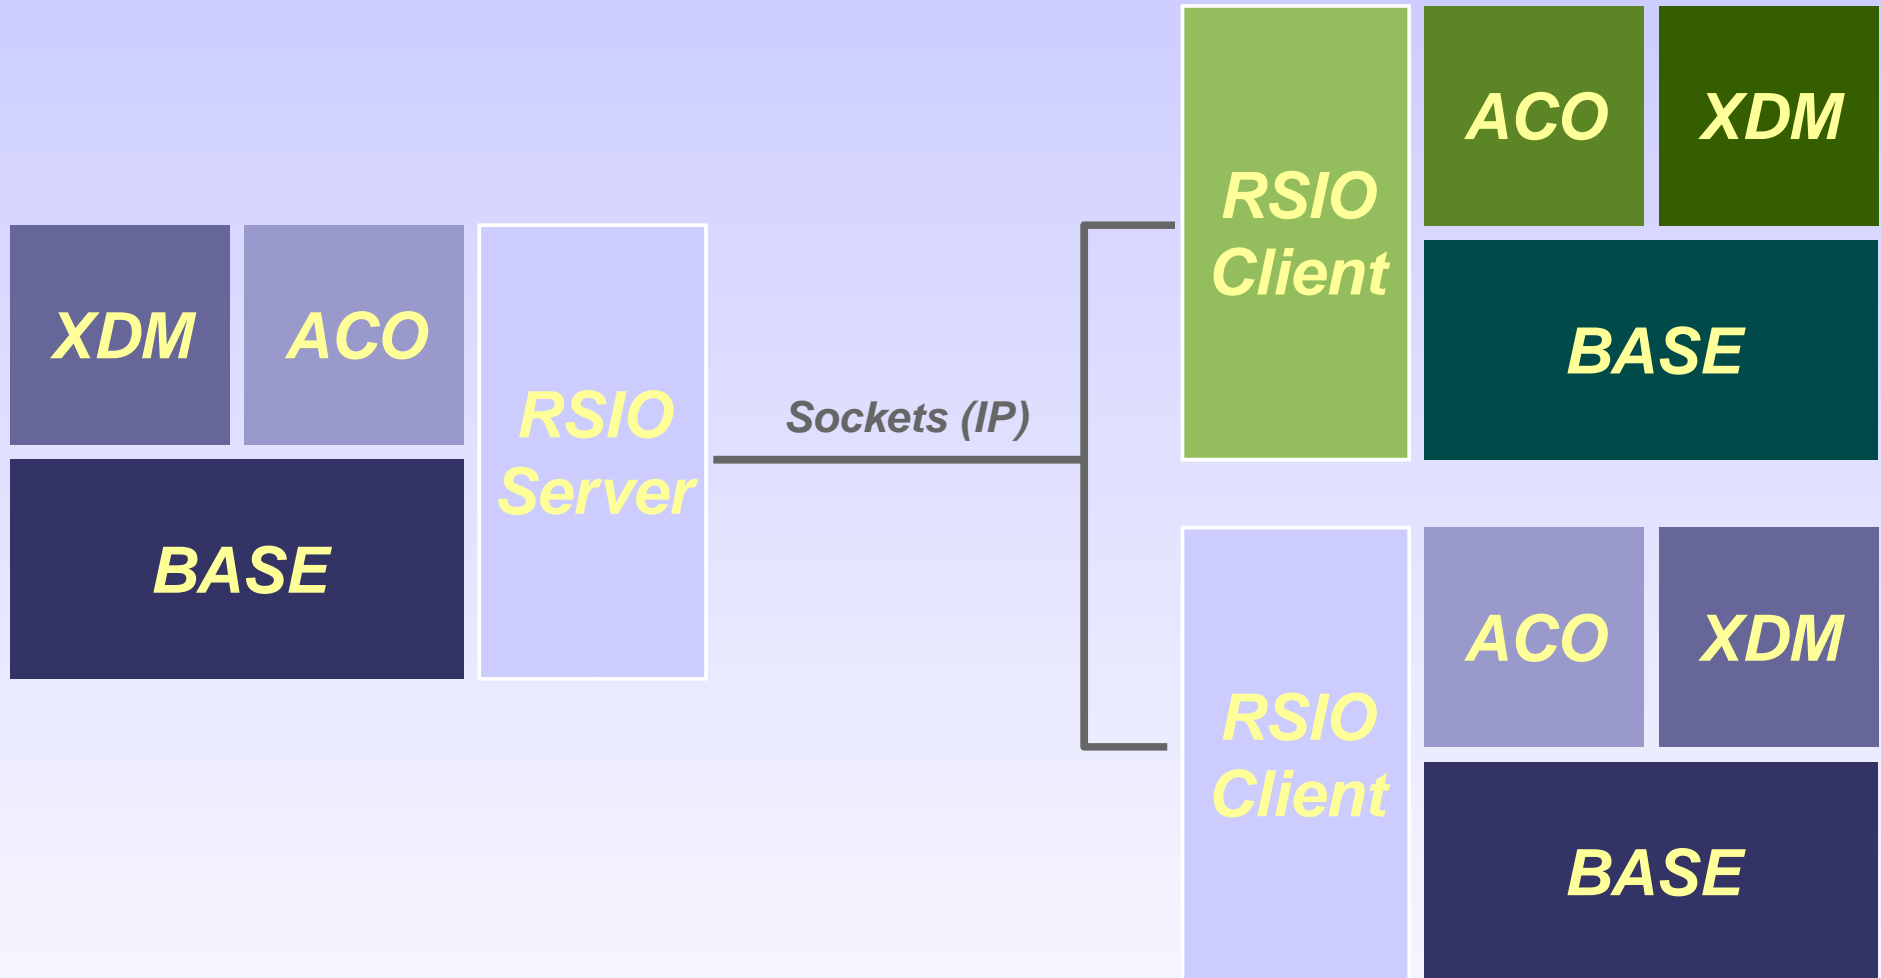 XDM
ACO
RSIO
Server
BASE
Sockets (IP)
RSIO
Client
ACO
XDM
BASE
RSIO
Client
ACO
XDM
BASE